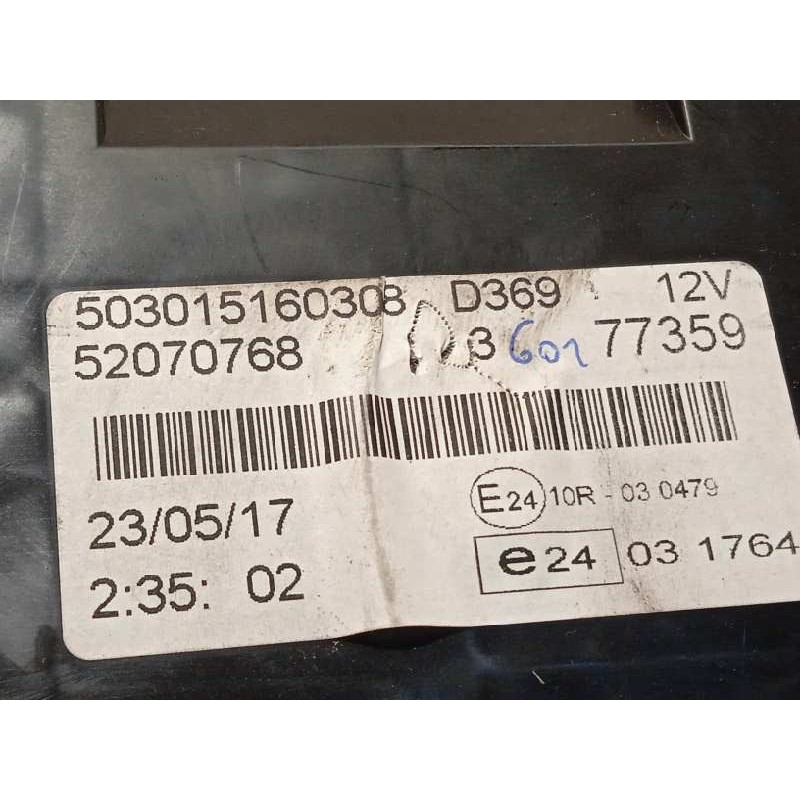 503015160308 D369 12V
52070768 3 601 77359
E24 10R - 03 0479
23/05/17
e24 03 1764
2:35: 02